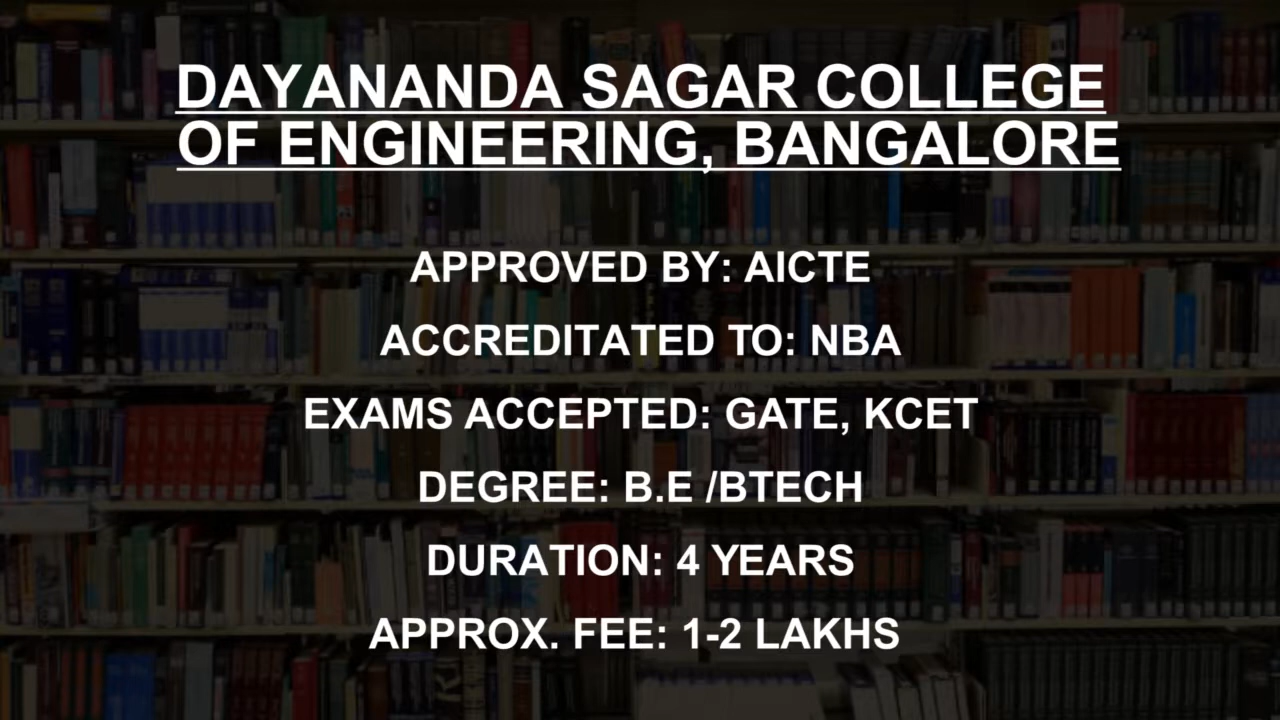 DAYANANDA SAGAR COLLEGE
OF ENGINEERING, BANGALORE
APPROVED BY: AICTE
ACCREDITATED TO: NBA
EXAMS ACCEPTED: GATE, KCET
DEGREE: B.E /BTECH
DURATION: 4 YEARS
APPROX. FEE: 1-2 LAKHS